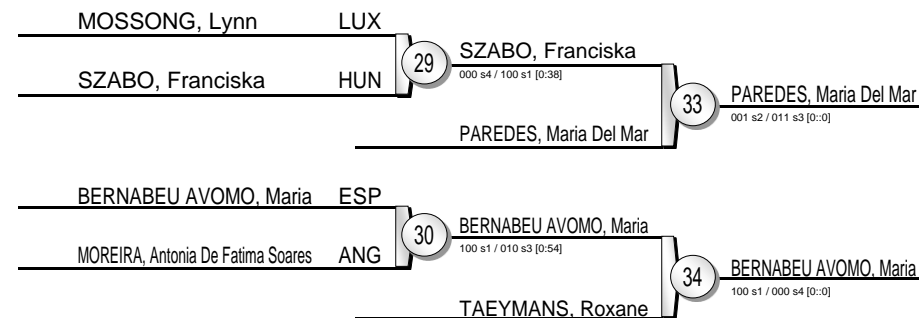 MOSSONG, Lynn LUX
SZABO, Franciska HUN
29
SZABO, Franciska
000 s4 / 100 s1 [0:38]
PAREDES, Maria Del Mar
33
PAREDES, Maria Del Mar
001 s2 / 011 s3 [0::0]
BERNABEU AVOMO, Maria ESP
MOREIRA, Antonia De Fatima Soares ANG
30
BERNABEU AVOMO, Maria
100 s1 / 010 s3 [0:54]
TAEYMANS, Roxane
34
BERNABEU AVOMO, Maria
100 s1 / 000 s4 [0::0]